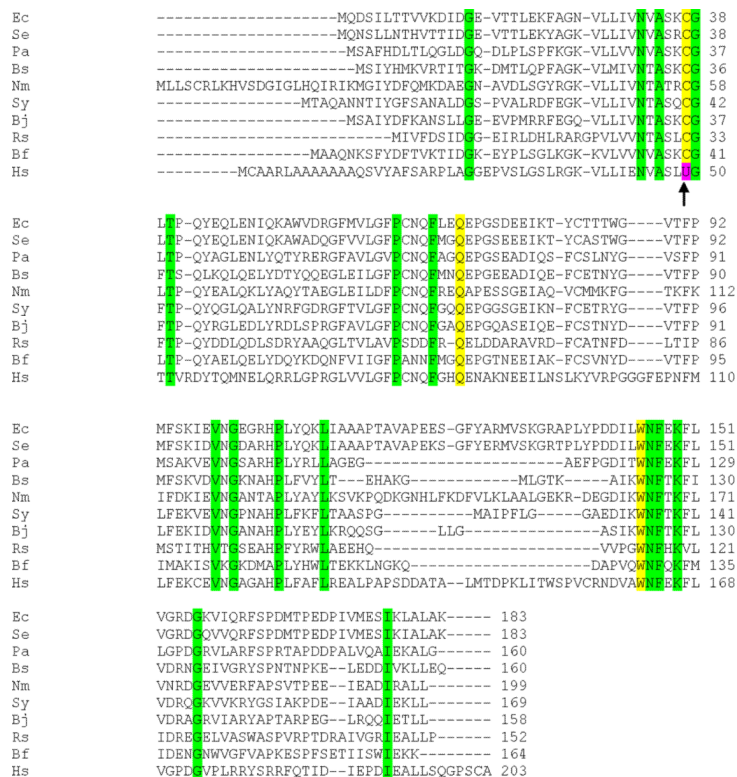 Ec --------------------MQDSILTTVVKDIDGE-VTTLEKFAGN-VLLIVNVASKCG 38
Se --------------------MQNSLLNTHVTTIDGE-VTTLEKYAGK-VLLIVNVASRCG 38
Pa ---------------------MSAFHDLTLQGLDGQ-DLPLSPFKGK-VLLVVNVASKCG 37
Bs ----------------------MSIYHMKVRTITGK-DMTLQPFAGK-VLMIVNTASKCG 36
Nm MLLSCRLKHVSDGIGLHQIRIKMGIYDFQMKDAEGN-AVDLSGYRGK-VLLIVNTATRCG 58
Sy ----------------MTAQANNTIYGFSANALDGS-PVALRDFEGK-VLLIVNTASQCG 42
Bj ---------------------MSAIYDFKANSLLGE-EVPMRRFEGQ-VLLIVNTASKCG 37
Rs --------------------------MIVFDSIDGG-EIRLDHLRARGPVLVVNTASLCG 33
Bf -----------------MAAQNKSFYDFTVKTIDGK-EYPLSGLKGK-KVLVVNVASKCG 41
Hs ---------MCAARLAAAAAAAQSVYAFSARPLAGGEPVSLGSLRGK-VLLIENVASLUG 50
Ec LTP-QYEQLENIQKAWVDRGFMVLGFPCNQFLEQEPGSDEEIKT-YCTTTWG----VTFP 92
Se LTP-QYEQLENIQKAWADQGFVVLGFPCNQFLGQEPGSEEEIKT-YCASTWG----VTFP 92
Pa LTP-QYAGLENLYQTYRERGFAVLGVPCNQFAGQEPGSEADIQS-FCSLNYG----VSFP 91
Bs FTS-QLKQLQELYDTYQQEGLEILGFPCNQFMNQEPGEEADIQE-FCETNYG----VTFP 90
Nm LTP-QYEALQKLYAQYTAEGLEILDFPCNQFREQAPESSGEIAQ-VCMMKFG----TKFK 112
Sy FTP-QYQGLQALYNRFGDRGFTVLGFPCNQFGQQEPGGSGEIKN-FCETRYG----VTFP 96
Bj FTP-QYRGLEDLYRDLSPRGFAVLGFPCNQFGAQEPGQASEIQE-FCSTNYD----VTFP 91
Rs FTP-QYDDLQDLSDRYAAQGLTVLAVPSDDFR-QELDDARAVRD-FCATNFD----LTIP 86
Bf LTP-QYAELQELYDQYKDQNFVIIGFPANNFMGQEPGTNEEIAK-FCSVNYD----VTFP 95
Hs TTVRDYTQMNELQRRLGPRGLVVLGFPCNQFGHQENAKNEEILNSLKYVRPGGGFEPNFM 110
Ec MFSKIEVNGEGRHPLYQKLIAAAPTAVAPEES-GFYARMVSKGRAPLYPDDILWNFEKFL 151
Se MFSKIDVNGDARHPLYQKLIAAAPTAVAPEKS-GFYERMVSKGRTPLYPDDILWNFEKFL 151
Pa MSAKVEVNGSARHPLYRLLAGEG----------------------AEFPGDITWNFEKFL 129
Bs MFSKVDVNGKNAHPLFVYLT---EHAKG-----------MLGTK-----AIKWNFTKFI 130
Nm IFDKIEVNGANTAPLYAYLKSVKPQDKGNHLFKDFVLKLAALGEKR-DEGDIKWNFTKFL 171
Sy LFEKVEVNGPNAHPLFKFLTAASPG---------MAIPFLG------GAEDIKWNFTKFL 141
Bj LFEKIDVNGANAHPLYEYLKRQQSG------LLG--------------ASIKWNFTKFL 130
Rs MSTITHVTGSEAHPFYRWLAEEHQ-------------------------VVPGWNFHKVL 121
Bf IMAKISVKGKDMAPLYHWLTEKKLNGKQ--------------------DAPVQWNFQKFM 135
Hs LFEKCEVNGAGAHPLFAFLREALPAPSDDATA--LMTDPKLITWSPVCRNDVAWNFEKFL 168
Ec VGRDGKVIQRFSPDMTPEDPIVMESIKLALAK----- 183
Se VGRDGQVVQRFSPDMTPEDPIVMESIKIALAK----- 183
Pa LGPDGRVLARFSPRTAPDDPALVQAIEKALG------ 160
Bs VDRNGEIVGRYSPNTNPKE--LEDDIVKLLEQ----- 160
Nm VNRDGEVVERFAPSVTPEE--IEADIRALL------- 199
Sy VDRQGKVVKRYGSIAKPDE--IAADIEKLL------- 169
Bj VDRAGRVIARYAPTARPEG--LRQQIETLL------- 158
Rs IDREGELVASWASPVRPTDRAIVGRIEALLP------ 152
Bf IDENGNWVGFVAPKESPFSETIISWIEKK-------- 164
Hs VGPDGVPLRRYSRRFQTID--IEPDIEALLSQGPSCA 203